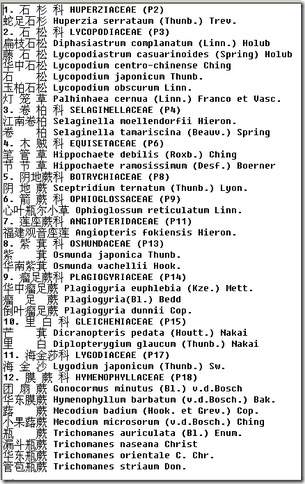 1. 石 杉 科 HUPERZIACEAE (P2)
蛇足石杉 Huperzia serrataum (Thunb.) Trev.
2. 石 松 科 LYCOPODIACEAE (P3)
扁枝石松 Diphasiastrum complanatum (Linn.) Holub
藤 石 松 Lycopodiastrum casuarinoides (Spring) Holub
华中石松 Lycopodium centro-chinense Ching
石 松 Lycopodium japonicum Thunb.
玉柏石松 Lycopodium obscurum Linn.
灯 笼 草 Palhinhaea cernua (Linn.) Franco et Vasc.
3. 卷 柏 科 SELAGINELLACEAE (P4)
江南卷柏 Selaginella moellendorfii Hieron.
卷 柏 Selaginella tamariscina (Beauv.) Spring
4. 木 贼 科 EQUISETACEAE (P6)
笔 管 草 Hippochaete debilis (Roxb.) Ching
节 节 草 Hippochaete ramosissimum (Desf.) Boerner
5. 阴地蕨科 BOTRYCHIACEAE (P8)
阴 地 蕨 Sceptridium ternatum (Thunb.) Lyon.
6. 箭 蕨 科 OPHIOGLOSSACEAE (P9)
心叶瓶尔小草 Ophioglossum reticulatum Linn.
7. 莲座蕨科 ANGIOPTERIDACEAE (P11)
福建观音座莲 Angiopteris fokiensis Hieron.
8. 紫 萁 科 OSMUNDACEAE (P13)
紫 萁 Osmunda japonica Thunb.
华南紫萁 Osmunda vachellii Hook.
9. 瘤足蕨科 PLAGIOGYRIACEAE (P14)
华中瘤足蕨 Plagiogyria euphlebia (Kze.) Mett.
瘤 足 蕨 Plagiogyria(Bl.) Bedd
倒叶瘤足蕨 Plagiogyria dunnii Cop.
10. 里 白 科 GLEICHENIACEAE (P15)
芒 萁 Dicranopteris pedata (Houtt.) Nakai
里 白 Diplopterygium glaucum (Thunb.) Nakai
11. 海金沙科 LYGODIACEAE (P17)
海 金 沙 Lygodium japonicum (Thunb.) Sw.
12. 膜 蕨 科 HYMENOPHYLLACEAE (P18)
团 扇 蕨 Gonocormus minutus (Bl.) v.d.Bosch
华东膜蕨 Hymenophyllum barbatum (v.d.Bosch) Bak.
蕗 蕨 Mecodium badium (Hook. et Grev.) Cop.
小果蕗蕨 Mecodium microsorum (v.d.Bosch) Ching
瓶 蕨 Trichomanes auriculata (Bl.) Enum.
漏斗瓶蕨 Trichomanes naseana Christ
华东瓶蕨 Trichomanes orientale C. Chr.
管苞瓶蕨 Trichomanes striaum Don.